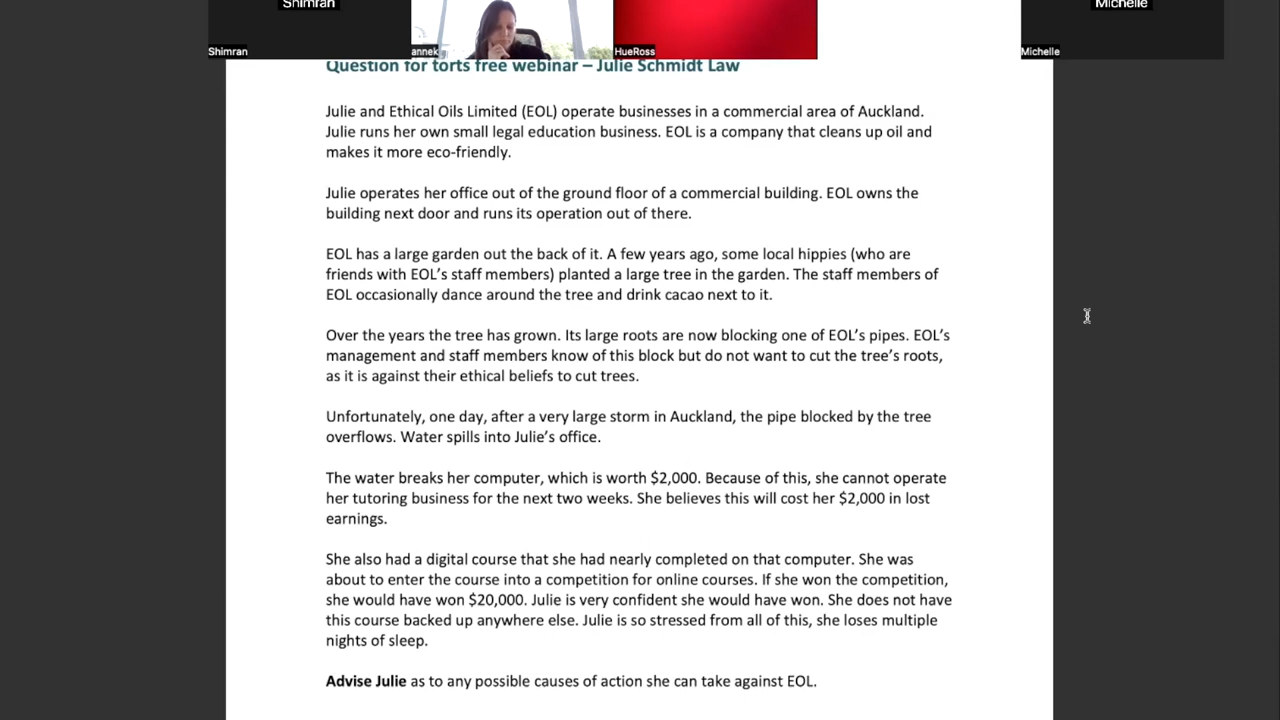 Shimran
Michelle
Shimran
annek
HueRoss
Michelle
Question for torts free webinar – Julie Schmidt Law
Julie and Ethical Oils Limited (EOL) operate businesses in a commercial area of Auckland.
Julie runs her own small legal education business. EOL is a company that cleans up oil and
makes it more eco-friendly.
Julie operates her office out of the ground floor of a commercial building. EOL owns the
building next door and runs its operation out of there.
EOL has a large garden out the back of it. A few years ago, some local hippies (who are
friends with EOL’s staff members) planted a large tree in the garden. The staff members of
EOL occasionally dance around the tree and drink cacao next to it.
Over the years the tree has grown. Its large roots are now blocking one of EOL’s pipes. EOL’s
management and staff members know of this block but do not want to cut the tree’s roots,
as it is against their ethical beliefs to cut trees.
Unfortunately, one day, after a very large storm in Auckland, the pipe blocked by the tree
overflows. Water spills into Julie’s office.
The water breaks her computer, which is worth $2,000. Because of this, she cannot operate
her tutoring business for the next two weeks. She believes this will cost her $2,000 in lost
earnings.
She also had a digital course that she had nearly completed on that computer. She was
about to enter the course into a competition for online courses. If she won the competition,
she would have won $20,000. Julie is very confident she would have won. She does not have
this course backed up anywhere else. Julie is so stressed from all of this, she loses multiple
nights of sleep.
Advise Julie as to any possible causes of action she can take against EOL.